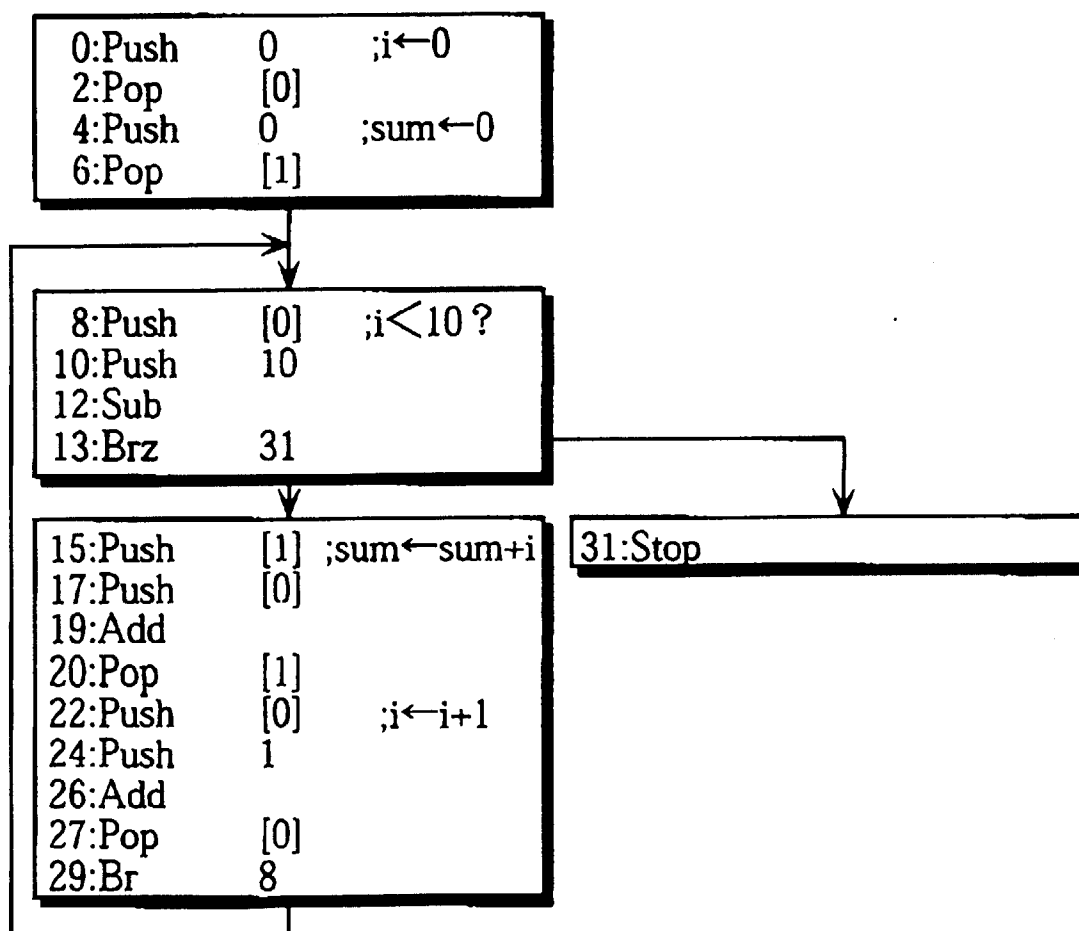 0:Push 0 ;i←0
2:Pop [0]
4:Push 0 ;sum←0
6:Pop [1]
8:Push [0] ;i<10?
10:Push 10
12:Sub
13:Brz 31
15:Push [1] ;sum←sum+i
17:Push [0]
19:Add
20:Pop [1]
22:Push [0] ;i←i+1
24:Push 1
26:Add
27:Pop [0]
29:Br 8
31:Stop